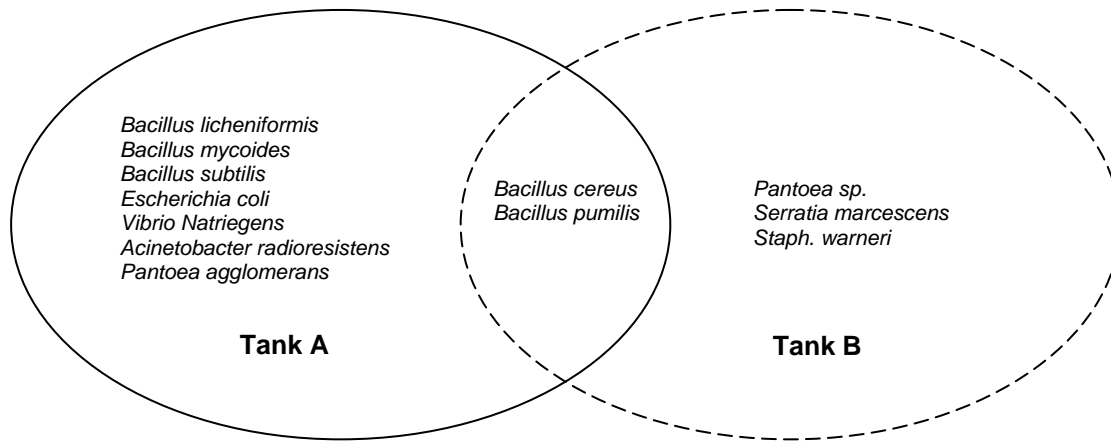 Bacillus licheniformis
Bacillus mycoides
Bacillus subtilis
Escherichia coli
Vibrio Natriegens
Acinetobacter radioresistens
Pantoea agglomerans
Tank A
Bacillus cereus
Bacillus pumilis
Pantoea sp.
Serratia marcescens
Staph. warneri
Tank B